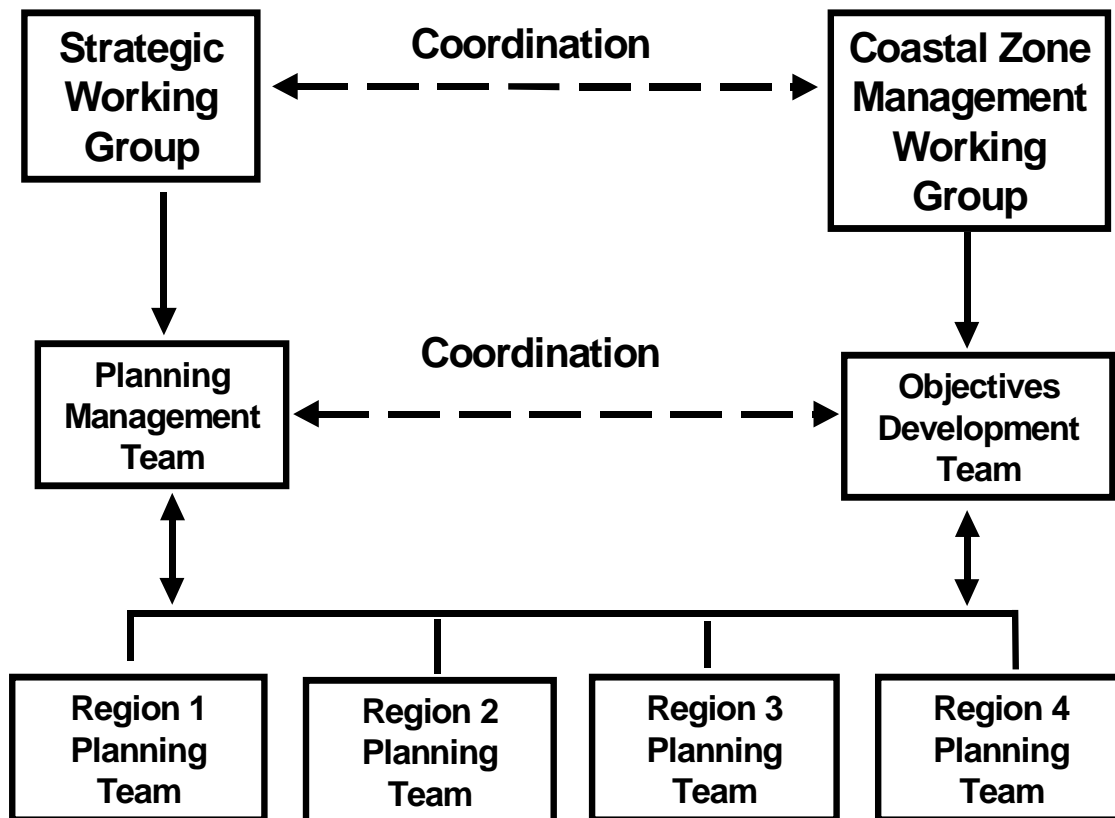 Strategic
Working
Group
Coordination
Coastal Zone
Management
Working
Group
Planning
Management
Team
Coordination
Objectives
Development
Team
Region 1
Planning
Team
Region 2
Planning
Team
Region 3
Planning
Team
Region 4
Planning
Team